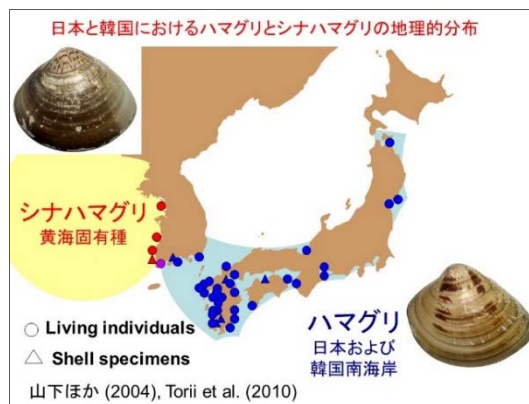 日本と韓国におけるハマグリとシナハマグリの地理的分布
シナハマグリ
黄海固有種
ハマグリ
日本および
韓国南海岸
Living individuals
Shell specimens
山下ほか (2004), Torii et al. (2010)